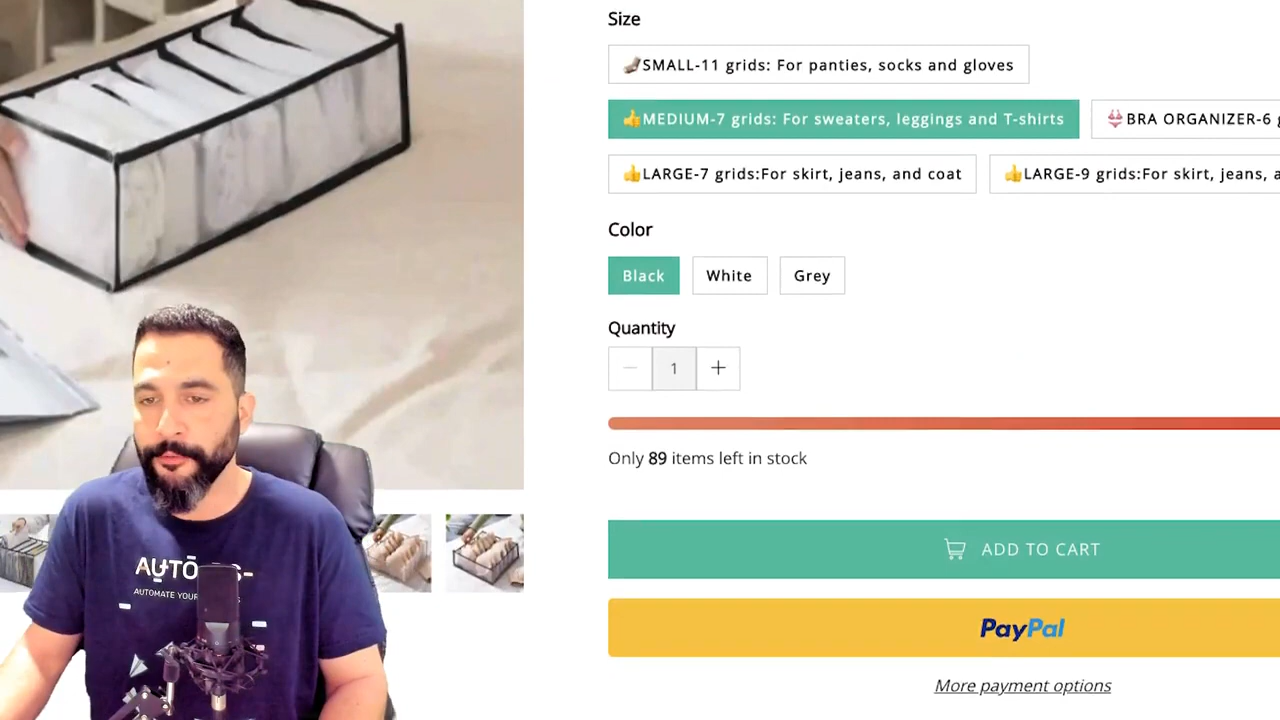 Size
SMALL-11 grids: For panties, socks and gloves
MEDIUM-7 grids: For sweaters, leggings and T-shirts
BRA ORGANIZER-6
LARGE-7 grids:For skirt, jeans, and coat
LARGE-9 grids:For skirt, jeans,
Color
Black
White
Grey
Quantity
1
Only 89 items left in stock
ADD TO CART
PayPal
More payment options
AUTOMATE YOUR